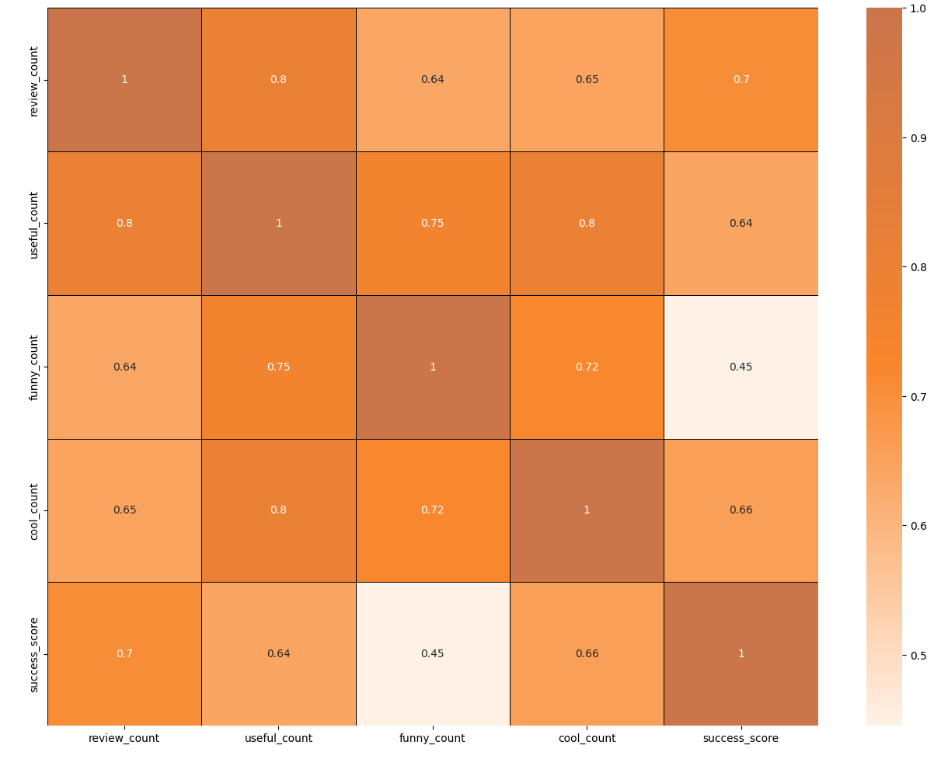 review_count 1 0.8 0.64 0.65 0.7
useful_count 0.8 1 0.75 0.8 0.64
funny_count 0.64 0.75 1 0.72 0.45
cool_count 0.65 0.8 0.72 1 0.66
success_score 0.7 0.64 0.45 0.66 1
review_count useful_count funny_count cool_count success_score
1.0
0.9
0.8
0.7
0.6
0.5